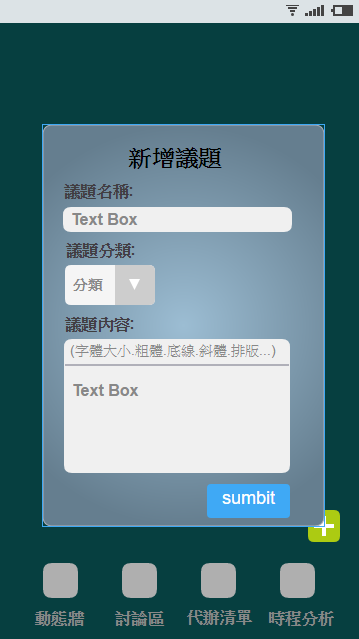 新增議題
議題名稱:
Text Box
議題分類:
分類 ▼
議題內容:
(字體大小.粗體.底線.斜體.排版...)
Text Box
sumbit
動態牆 討論區 代辦清單 時程分析